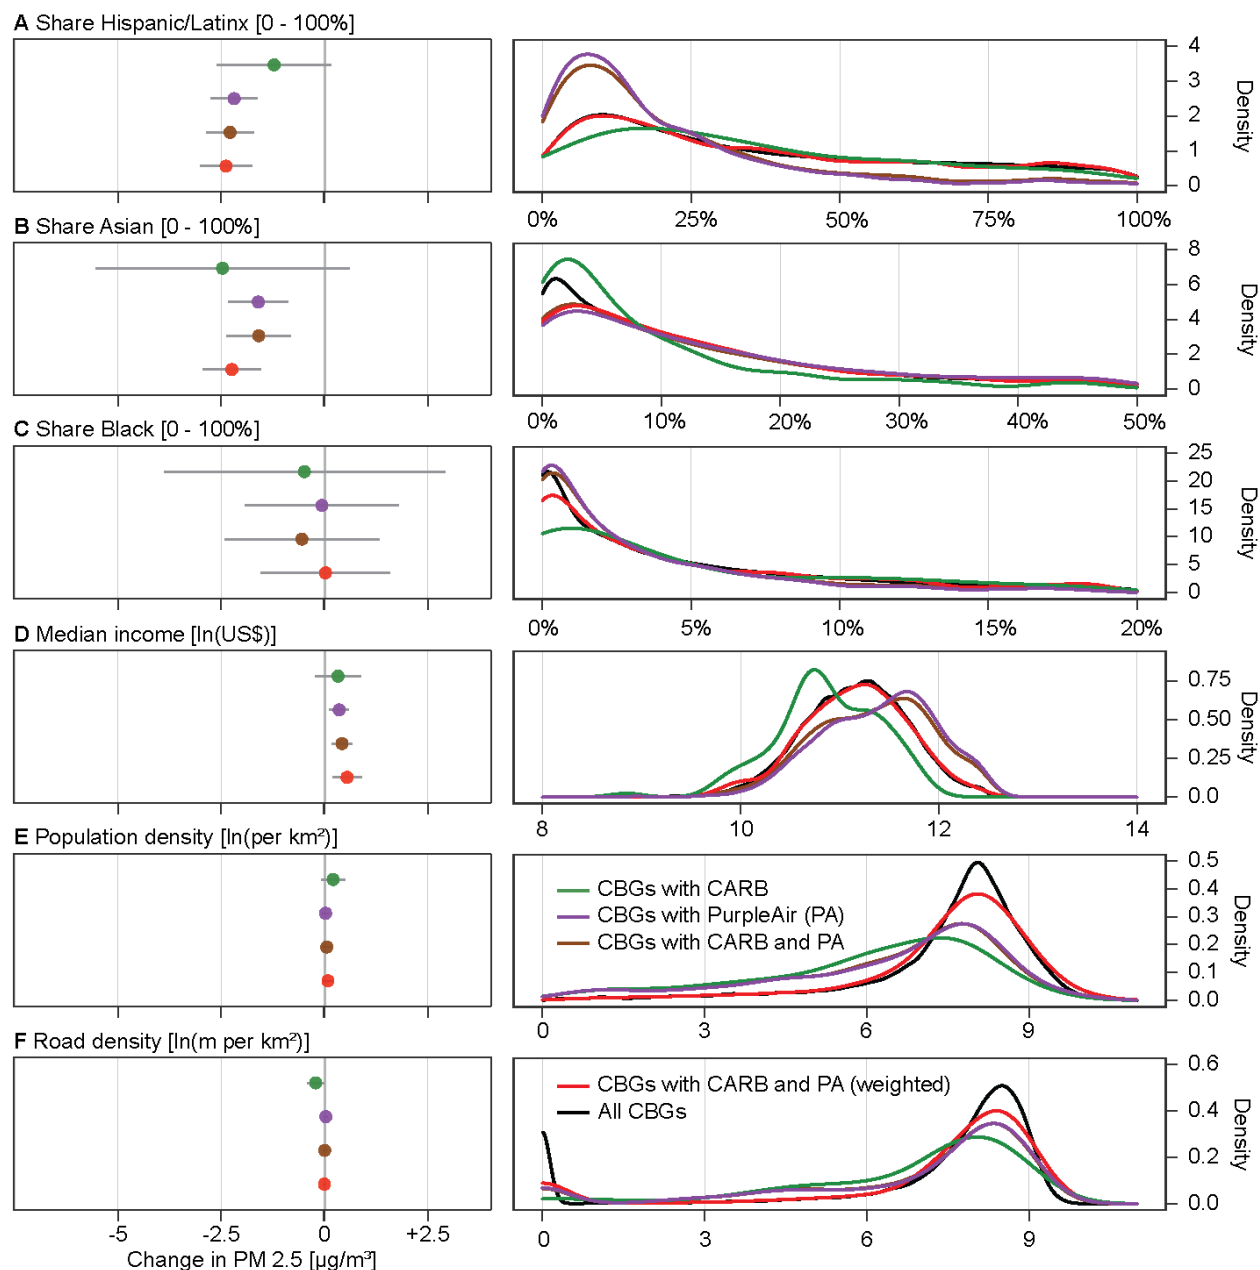 A Share Hispanic/Latinx [0 - 100%]
4
3
2
1
0
Density
0% 25% 50% 75% 100%
B Share Asian [0 - 100%]
8
6
4
2
0
Density
0% 10% 20% 30% 40% 50%
C Share Black [0 - 100%]
25
20
15
10
5
0
Density
0% 5% 10% 15% 20%
D Median income [ln(US$)]
0.75
0.50
0.25
0.0
Density
8 10 12 14
E Population density [ln(per km²)]
CBGs with CARB
CBGs with PurpleAir (PA)
CBGs with CARB and PA
0.5
0.4
0.3
0.2
0.1
0.0
Density
0 3 6 9
F Road density [ln(m per km²)]
CBGs with CARB and PA (weighted)
All CBGs
0.6
0.4
0.2
0.0
Density
-5 -2.5 0 +2.5
0 3 6 9
Change in PM 2.5 [µg/m³]